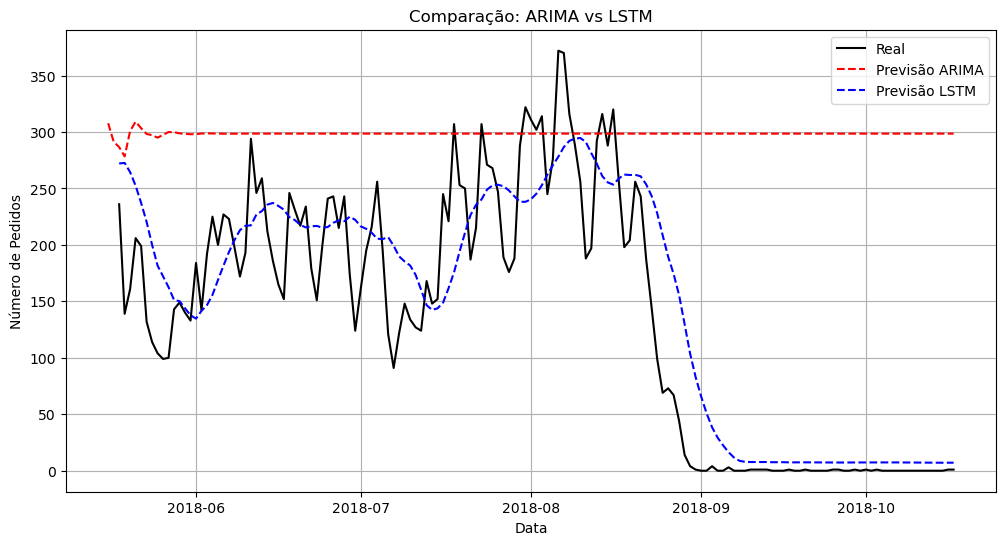 Comparação: ARIMA vs LSTM
Real
Previsão ARIMA
Previsão LSTM
Número de Pedidos
350
300
250
200
150
100
50
0
2018-06
2018-07
2018-08
2018-09
2018-10
Data